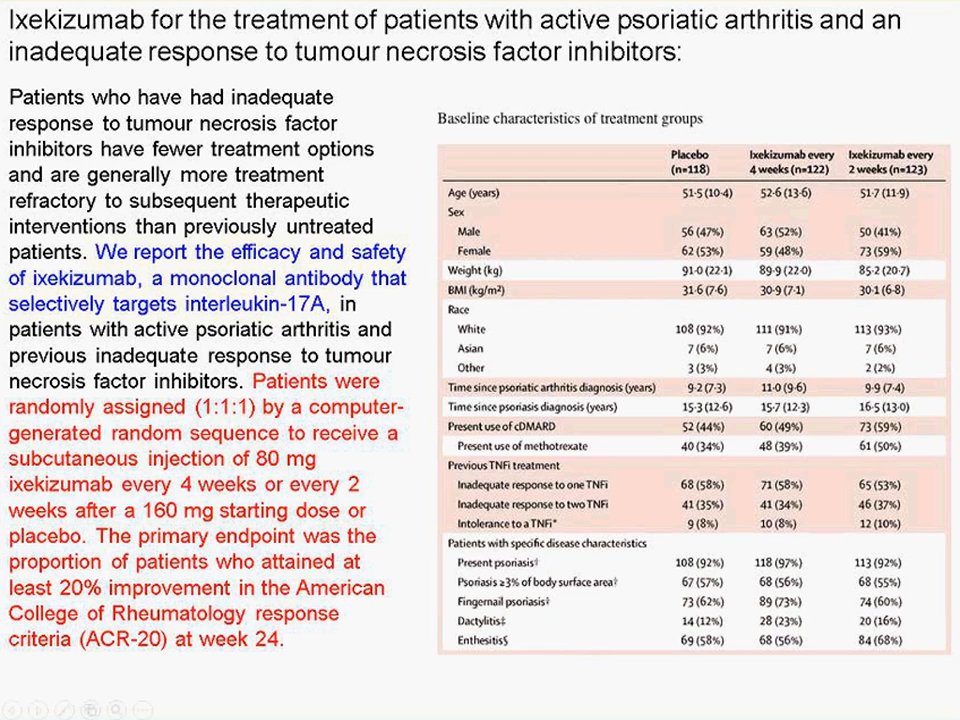 Ixekizumab for the treatment of patients with active psoriatic arthritis and an
inadequate response to tumour necrosis factor inhibitors:
Patients who have had inadequate
response to tumour necrosis factor
inhibitors have fewer treatment options
and are generally more treatment
refractory to subsequent therapeutic
interventions than previously untreated
patients. We report the efficacy and safety
of ixekizumab, a monoclonal antibody that
selectively targets interleukin-17A, in
patients with active psoriatic arthritis and
previous inadequate response to tumour
necrosis factor inhibitors. Patients were
randomly assigned (1:1:1) by a computer-
generated random sequence to receive a
subcutaneous injection of 80 mg
ixekizumab every 4 weeks or every 2
weeks after a 160 mg starting dose or
placebo. The primary endpoint was the
proportion of patients who attained at
least 20% improvement in the American
College of Rheumatology response
criteria (ACR-20) at week 24.
Baseline characteristics of treatment groups
Placebo Ixekizumab every Ixekizumab every
(n=118) 4 weeks (n=122) 2 weeks (n=123)
Age (years) 51·5 (10·4) 52·6 (13·6) 51·7 (11·9)
Sex
Male 56 (47%) 63 (52%) 50 (41%)
Female 62 (53%) 59 (48%) 73 (59%)
Weight (kg) 91·0 (22·1) 89·9 (22·0) 85·2 (20·7)
BMI (kg/m²) 31·6 (7·6) 30·9 (7·1) 30·1 (6·8)
Race
White 108 (92%) 111 (91%) 113 (93%)
Asian 7 (6%) 7 (6%) 7 (6%)
Other 3 (3%) 4 (3%) 2 (2%)
Time since psoriatic arthritis diagnosis (years) 9·2 (7·3) 11·0 (9·6) 9·9 (7·4)
Time since psoriasis diagnosis (years) 15·3 (12·6) 15·7 (12·3) 16·5 (13·0)
Present use of cDMARD 52 (44%) 60 (49%) 73 (59%)
Present use of methotrexate 40 (34%) 48 (39%) 61 (50%)
Previous TNFi treatment
Inadequate response to one TNFi 68 (58%) 71 (58%) 65 (53%)
Inadequate response to two TNFi 41 (35%) 41 (34%) 46 (37%)
Intolerance to a TNFi* 9 (8%) 10 (8%) 12 (10%)
Patients with specific disease characteristics
Present psoriasis† 108 (92%) 118 (97%) 113 (92%)
Psoriasis ≥3% of body surface area† 67 (57%) 68 (56%) 68 (55%)
Fingernail psoriasis† 73 (62%) 89 (73%) 74 (60%)
Dactylitis‡ 14 (12%) 28 (23%) 20 (16%)
Enthesitis§ 69 (58%) 68 (56%) 84 (68%)